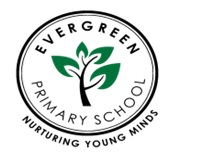 EVERGREEN
PRIMARY SCHOOL
NURTURING YOUNG MINDS